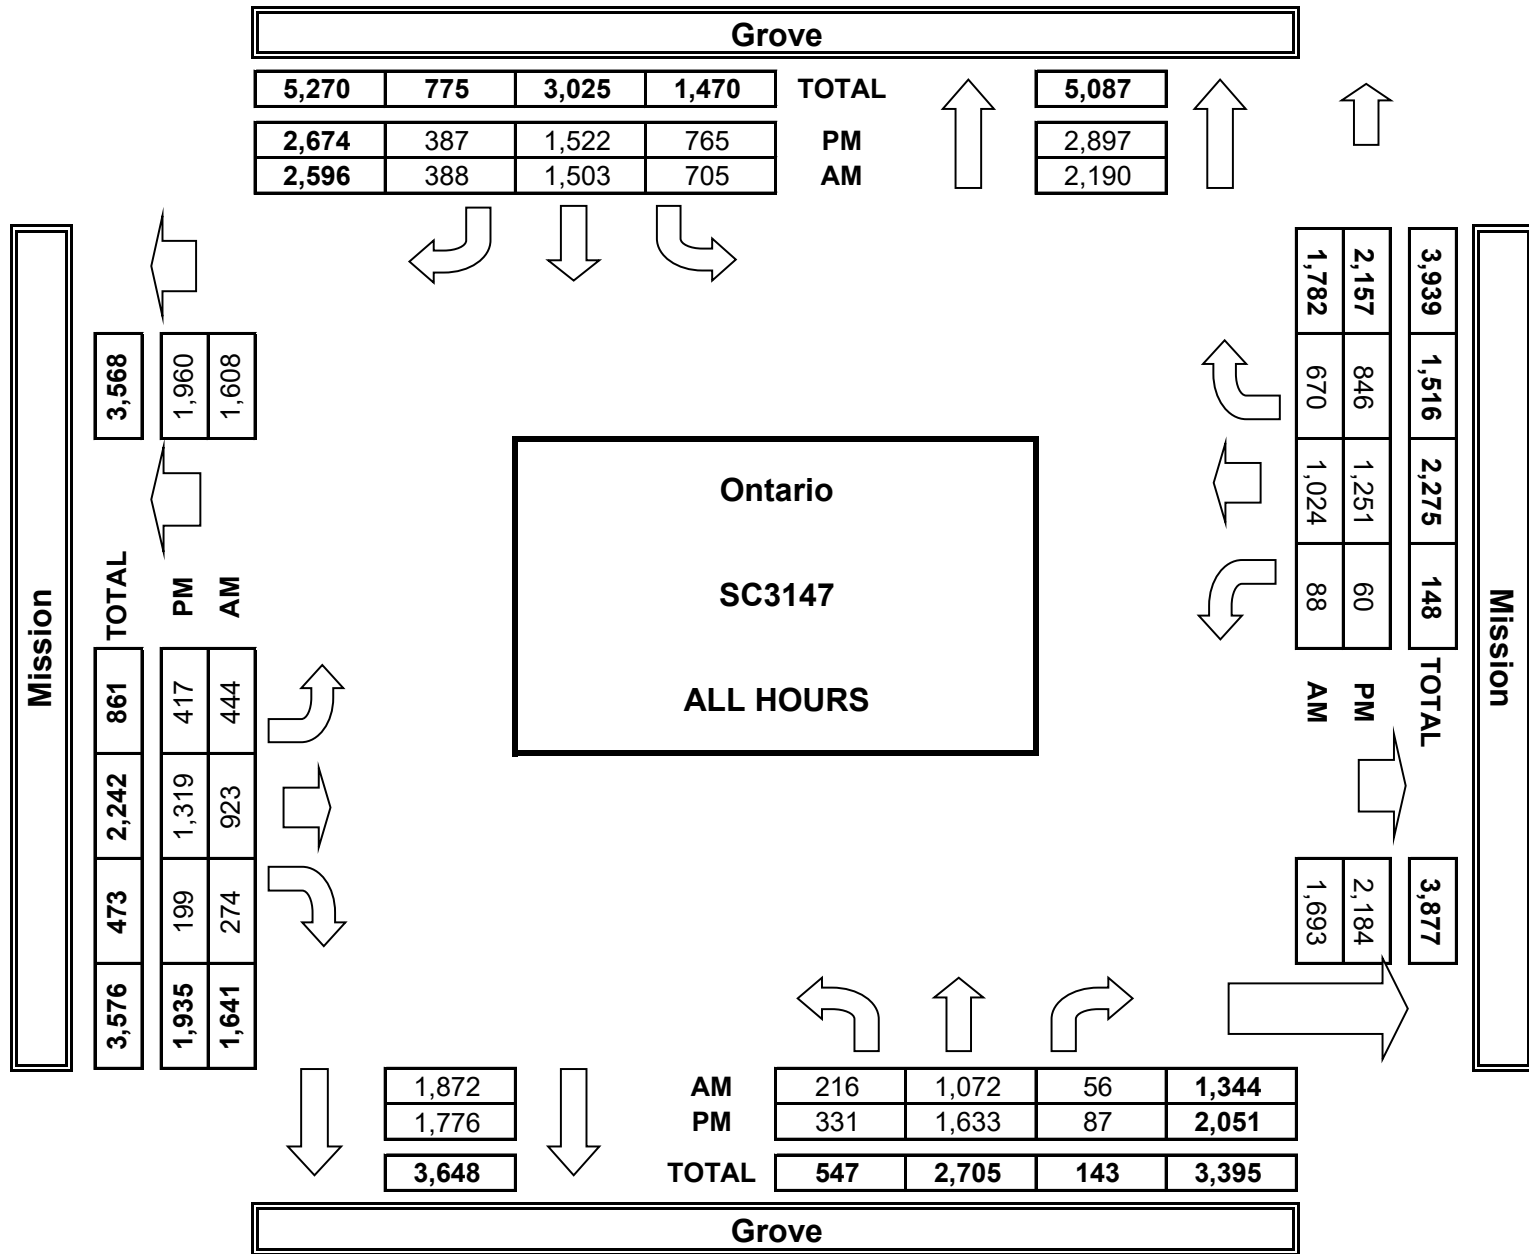 Grove
5,270 775 3,025 1,470 TOTAL 5,087
2,674 387 1,522 765 PM 2,897
2,596 388 1,503 705 AM 2,190
Mission
3,568 1,960 1,608
TOTAL PM AM
861 417 444
2,242 1,319 923
473 199 274
3,576 1,935 1,641
Ontario
SC3147
ALL HOURS
1,782 2,157 3,939
670 846 1,516
1,024 1,251 2,275
88 60 148
AM PM TOTAL
1,693 2,184 3,877
Mission
1,872 AM 216 1,072 56 1,344
1,776 PM 331 1,633 87 2,051
3,648 TOTAL 547 2,705 143 3,395
Grove